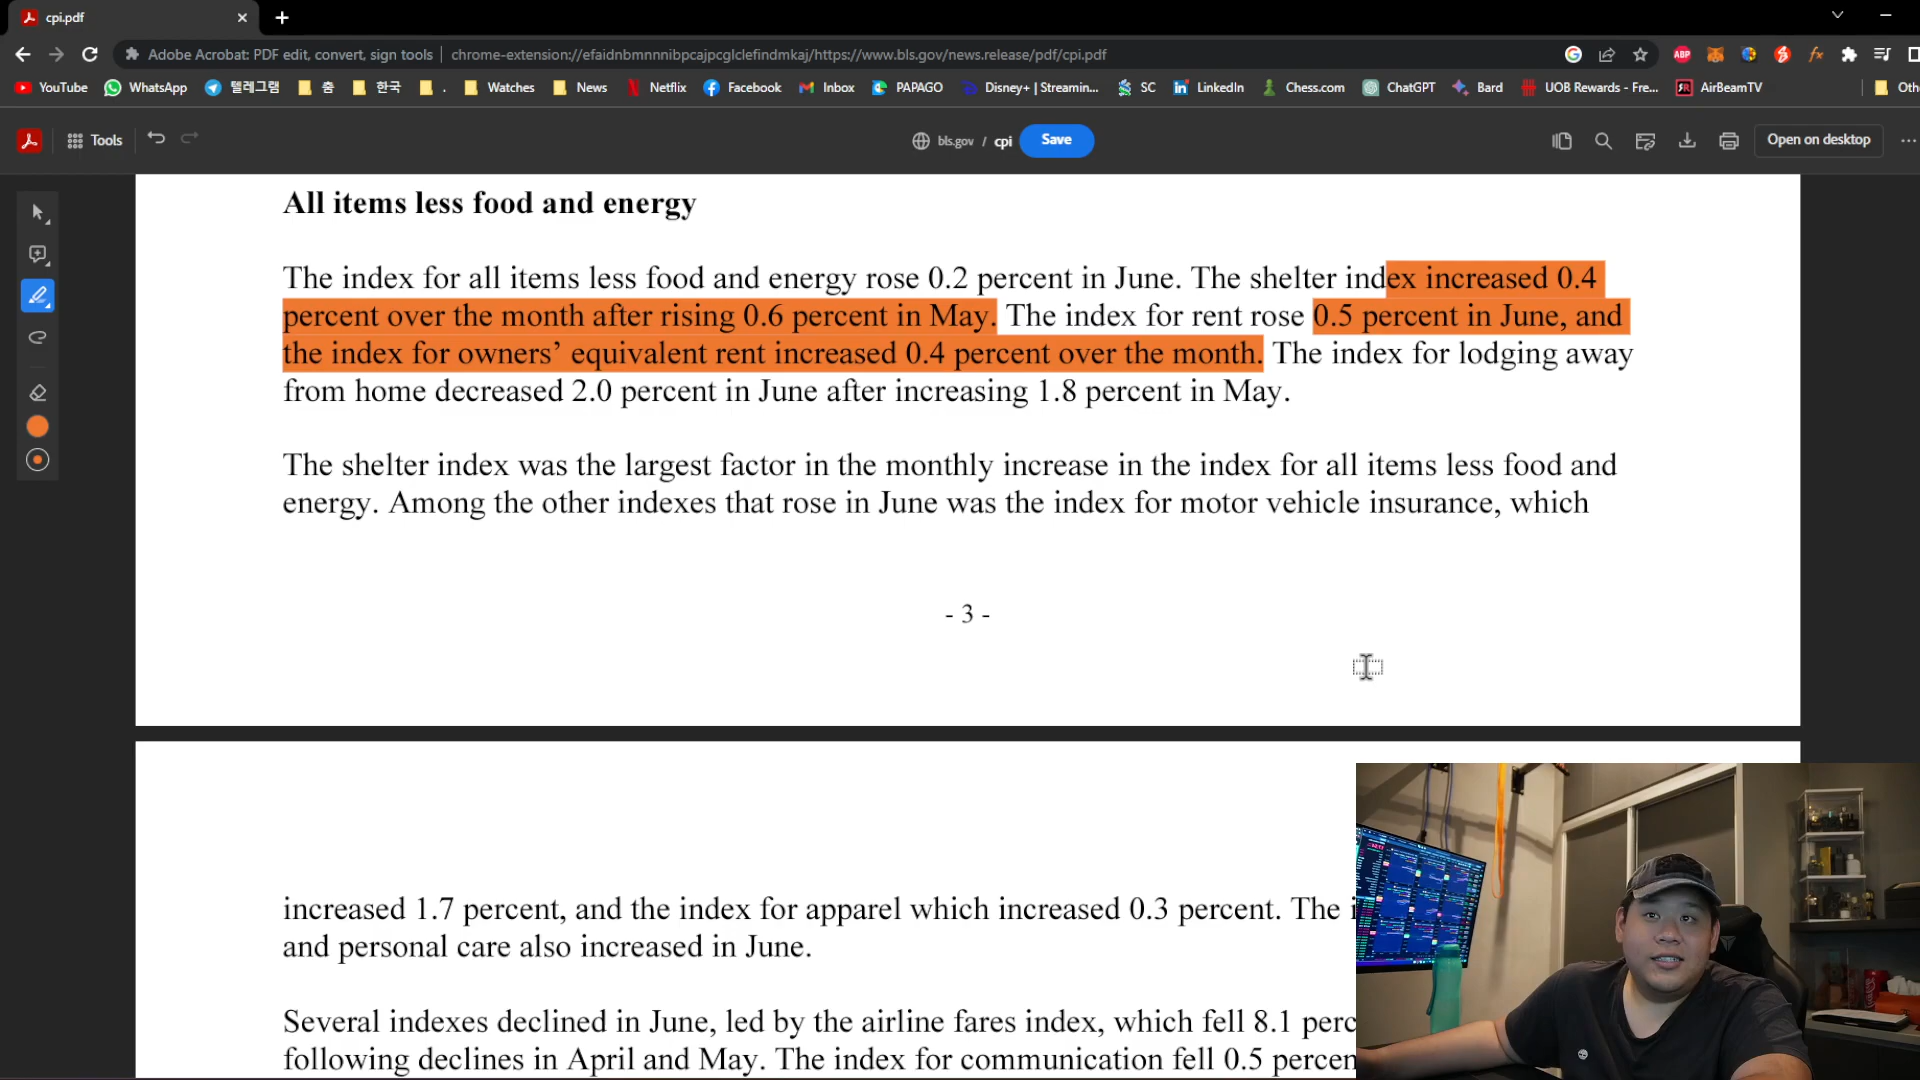 cpi.pdf
Adobe Acrobat: PDF edit, convert, sign tools | chrome-extension://efaidnbmnnnibpcajpcglclefindmkaj/https://www.bls.gov/news.release/pdf/cpi.pdf
YouTube WhatsApp 텔레그램 춤 한국 . Watches News Netflix Facebook Inbox PAPAGO Disney+ | Streamin... SC LinkedIn Chess.com ChatGPT Bard UOB Rewards - Fre... AirBeamTV Oth
Tools bls.gov / cpi Save Open on desktop
All items less food and energy
The index for all items less food and energy rose 0.2 percent in June. The shelter index increased 0.4
percent over the month after rising 0.6 percent in May. The index for rent rose 0.5 percent in June, and
the index for owners’ equivalent rent increased 0.4 percent over the month. The index for lodging away
from home decreased 2.0 percent in June after increasing 1.8 percent in May.
The shelter index was the largest factor in the monthly increase in the index for all items less food and
energy. Among the other indexes that rose in June was the index for motor vehicle insurance, which
- 3 -
increased 1.7 percent, and the index for apparel which increased 0.3 percent. The i
and personal care also increased in June.
Several indexes declined in June, led by the airline fares index, which fell 8.1 perc
following declines in April and May. The index for communication fell 0.5 percen